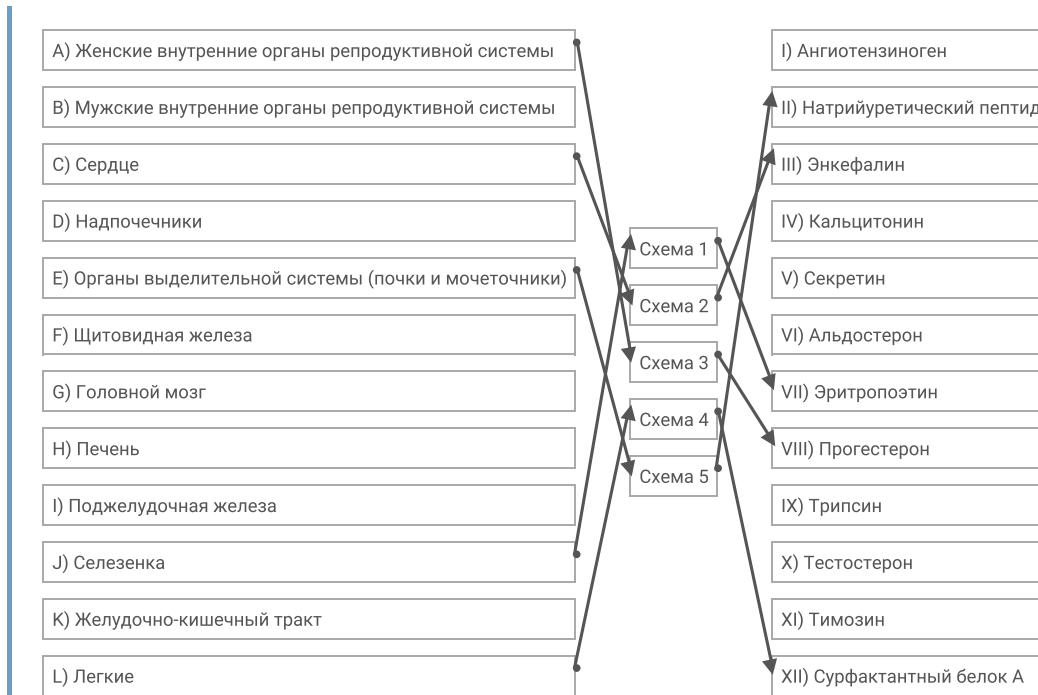 A) Женские внутренние органы репродуктивной системы
B) Мужские внутренние органы репродуктивной системы
C) Сердце
D) Надпочечники
E) Органы выделительной системы (почки и мочеточники)
F) Щитовидная железа
G) Головной мозг
H) Печень
I) Поджелудочная железа
J) Селезенка
K) Желудочно-кишечный тракт
L) Легкие
Схема 1
Схема 2
Схема 3
Схема 4
Схема 5
I) Ангиотензиноген
II) Натрийуретический пептид
III) Энкефалин
IV) Кальцитонин
V) Секретин
VI) Альдостерон
VII) Эритропоэтин
VIII) Прогестерон
IX) Трипсин
X) Тестостерон
XI) Тимозин
XII) Сурфактантный белок А